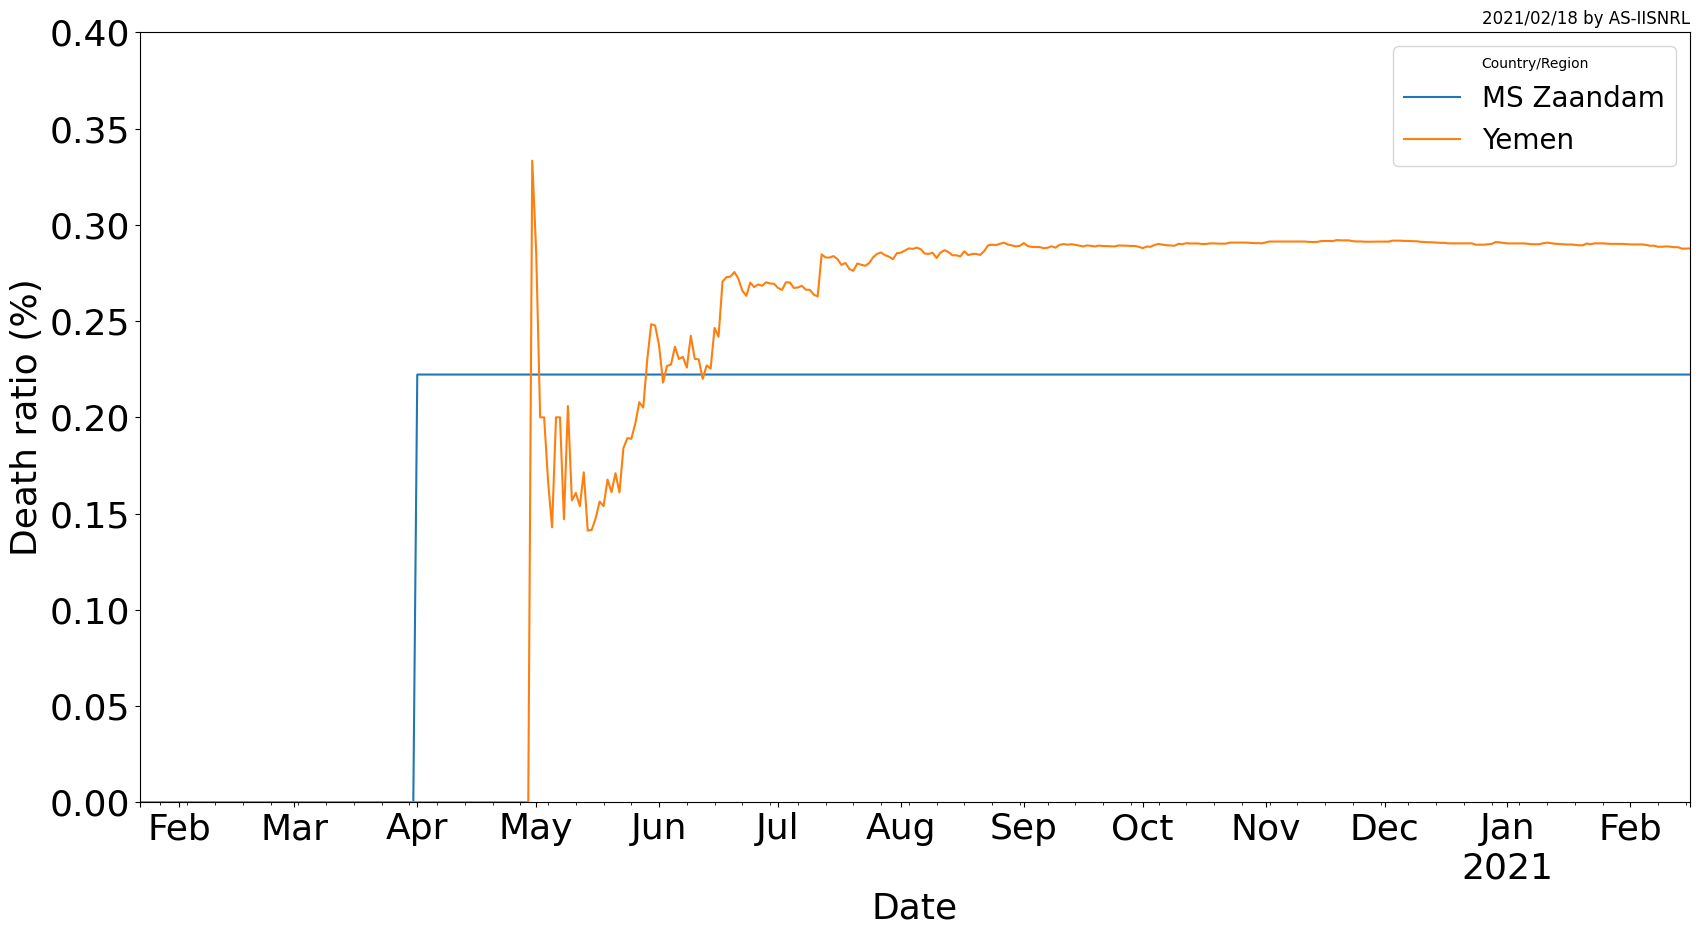 2021/02/18 by AS-IISNRL
Country/Region
MS Zaandam
Yemen
Death ratio (%)
0.40
0.35
0.30
0.25
0.20
0.15
0.10
0.05
0.00
Feb Mar Apr May Jun Jul Aug Sep Oct Nov Dec Jan Feb
2021
Date